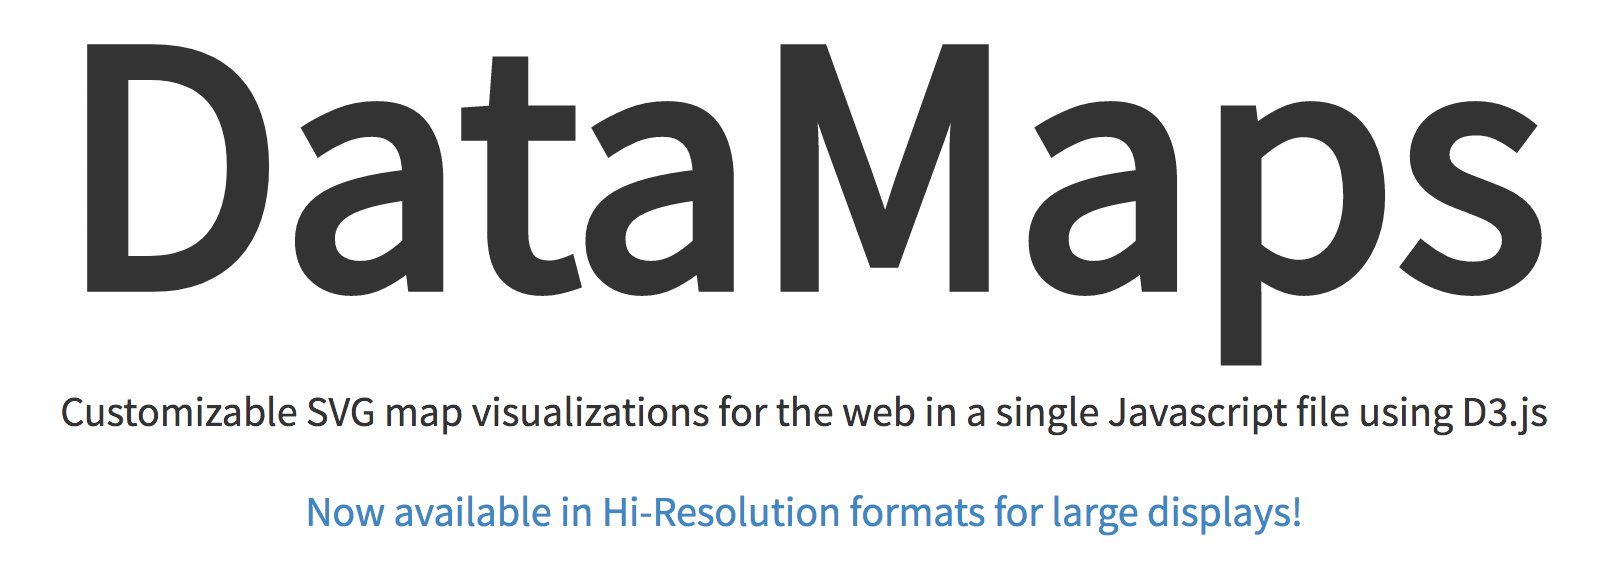 DataMaps
Customizable SVG map visualizations for the web in a single Javascript file using D3.js
Now available in Hi-Resolution formats for large displays!